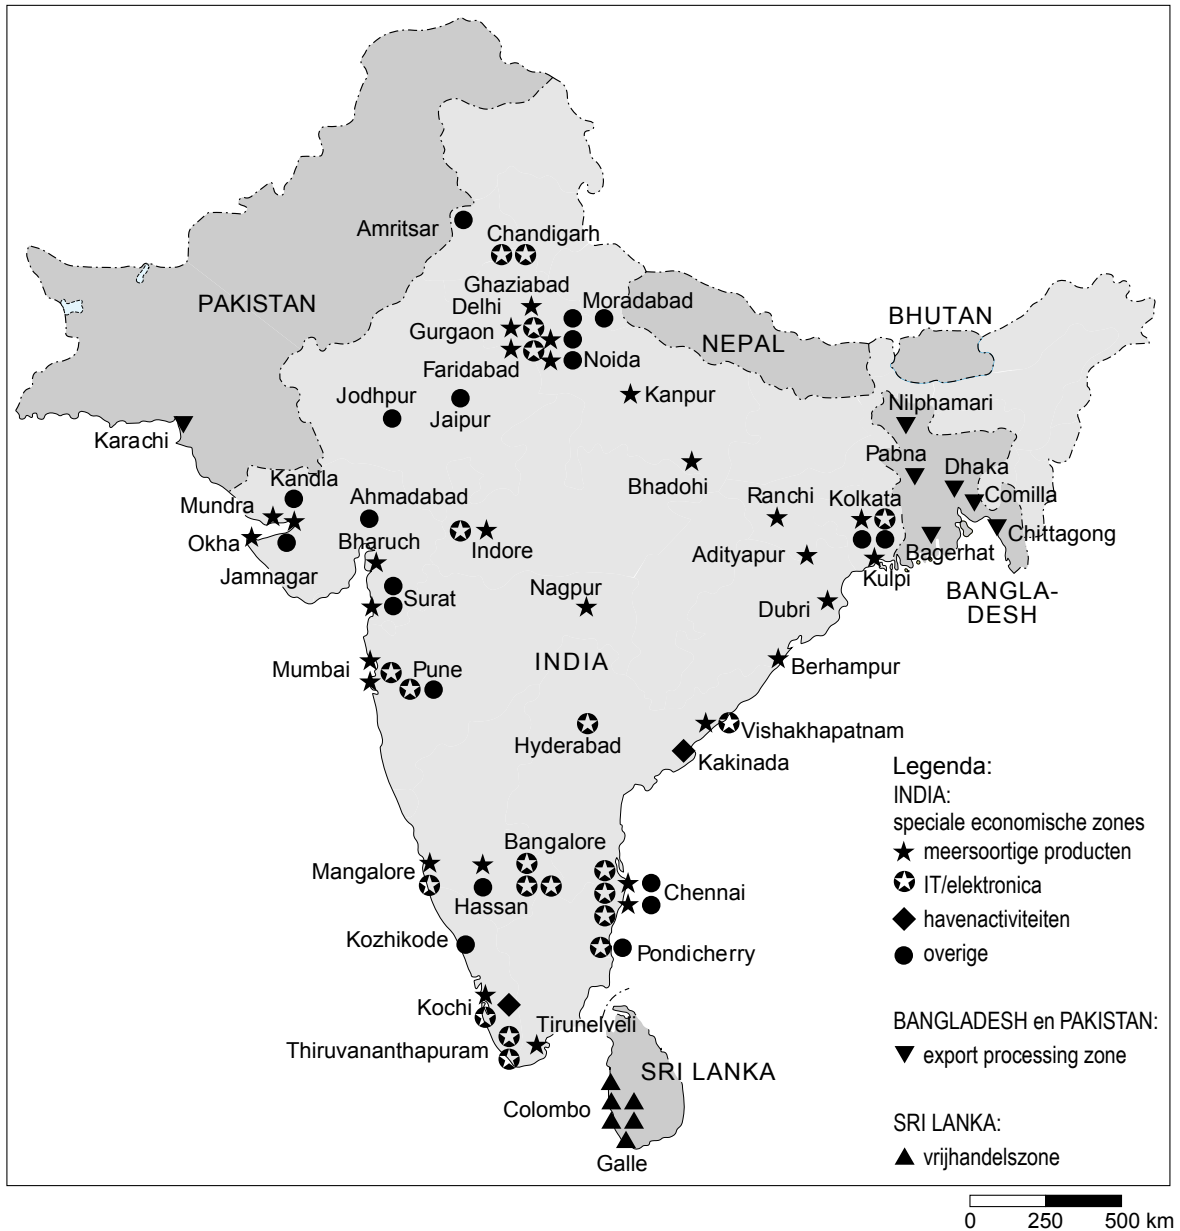 Amritsar
Chandigarh
PAKISTAN
Ghaziabad
Delhi
Moradabad
Gurgaon
BHUTAN
NEPAL
Faridabad
Noida
Jodhpur
Kanpur
Jaipur
Nilphamari
Karachi
Pabna
Dhaka
Kandla
Bhadohi
Ranchi
Kolkata
Comilla
Mundra
Ahmadabad
Chittagong
Okha
Bharuch
Indore
Adityapur
Bagerhat
Jamnagar
Kulpi
Surat
Nagpur
Dubri
BANGLA-
DESH
Mumbai
Pune
INDIA
Berhampur
Hyderabad
Vishakhapatnam
Kakinada
Legenda:
INDIA:
speciale economische zones
meersoortige producten
IT/elektronica
havenactiviteiten
overige
BANGLADESH en PAKISTAN:
export processing zone
SRI LANKA:
vrijhandelszone
Bangalore
Mangalore
Hassan
Chennai
Kozhikode
Pondicherry
Kochi
Tirunelveli
Thiruvananthapuram
SRI LANKA
Colombo
Galle
0 250 500 km